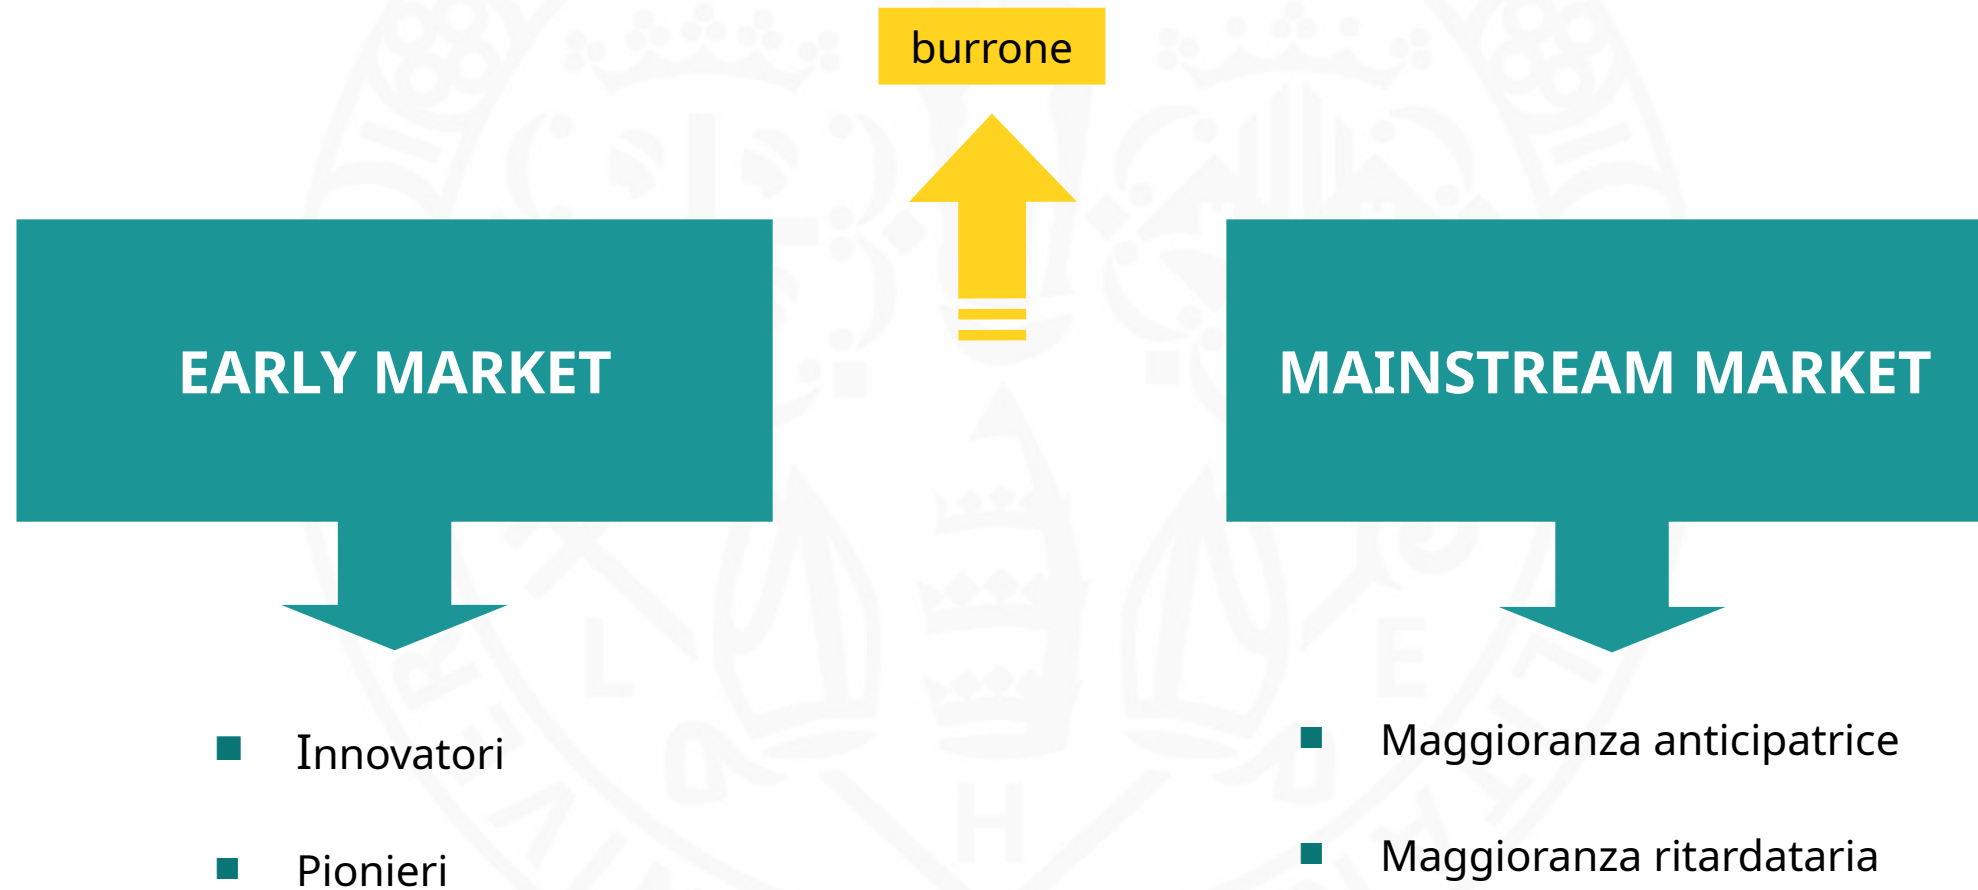 burrone
EARLY MARKET
MAINSTREAM MARKET
Innovatori
Pionieri
Maggioranza anticipatrice
Maggioranza ritardataria